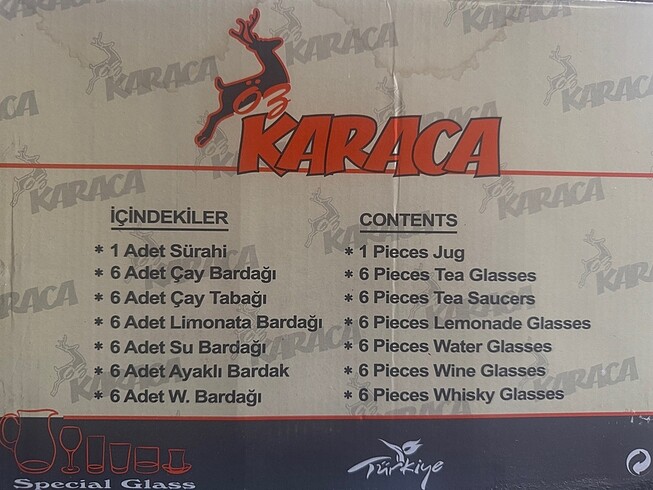 ÖZ
KARACA
İÇİNDEKİLER
* 1 Adet Sürahi
* 6 Adet Çay Bardağı
* 6 Adet Çay Tabağı
* 6 Adet Limonata Bardağı
* 6 Adet Su Bardağı
* 6 Adet Ayaklı Bardak
* 6 Adet W. Bardağı
CONTENTS
* 1 Pieces Jug
* 6 Pieces Tea Glasses
* 6 Pieces Tea Saucers
* 6 Pieces Lemonade Glasses
* 6 Pieces Water Glasses
* 6 Pieces Wine Glasses
* 6 Pieces Whisky Glasses
Special Glass
Türkiye